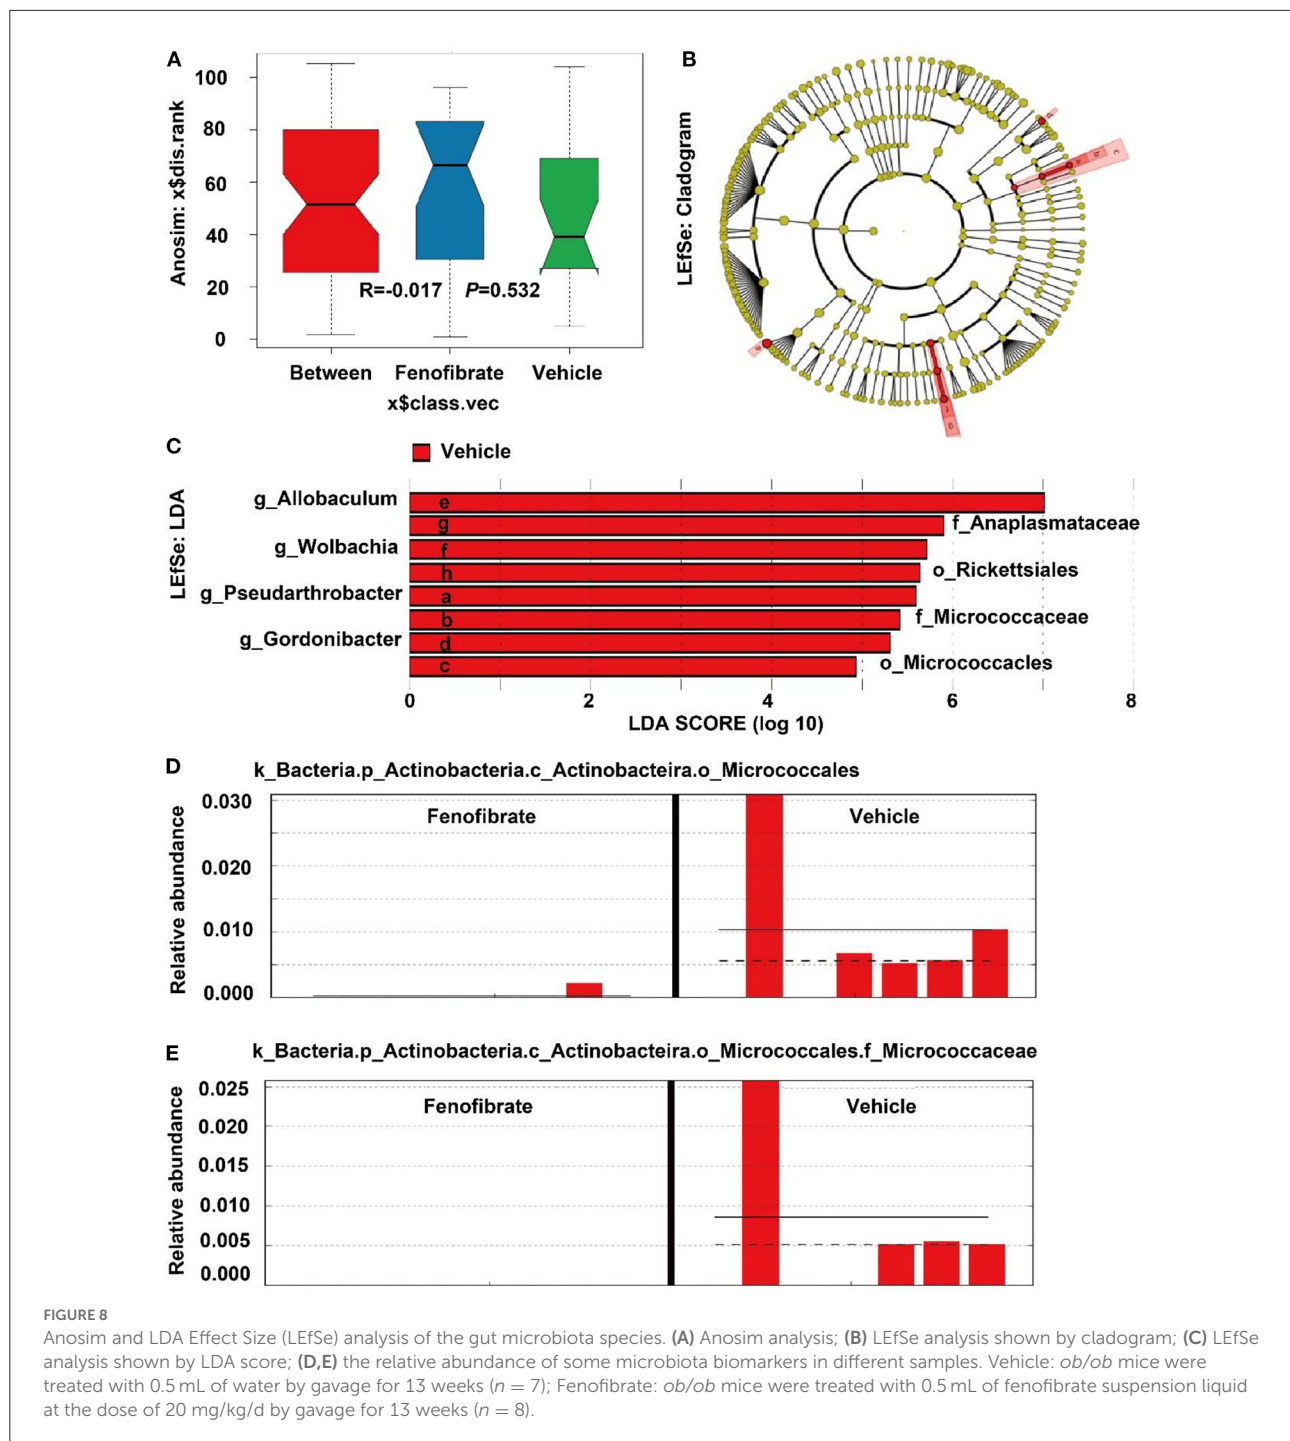 A
Anosim: x$dis.rank
100
80
60
40
20
0
R=-0.017 P=0.532
Between Fenofibrate Vehicle
x$class.vec
B
LEfSe: Cladogram
C
Vehicle
LEfSe: LDA
g_Allobaculum e
g f_Anaplasmataceae
g_Wolbachia f
h o_Rickettsiales
g_Pseudarthrobacter a
b f_Micrococcaceae
g_Gordonibacter d
c o_Micrococcacles
0 2 4 6 8
LDA SCORE (log 10)
D
k_Bacteria.p_Actinobacteria.c_Actinobacteira.o_Micrococcales
Relative abundance
0.030
0.020
0.010
0.000
Fenofibrate Vehicle
E
k_Bacteria.p_Actinobacteria.c_Actinobacteira.o_Micrococcales.f_Micrococcaceae
Relative abundance
0.025
0.020
0.015
0.010
0.005
0.000
Fenofibrate Vehicle
FIGURE 8
Anosim and LDA Effect Size (LEfSe) analysis of the gut microbiota species. (A) Anosim analysis; (B) LEfSe analysis shown by cladogram; (C) LEfSe
analysis shown by LDA score; (D,E) the relative abundance of some microbiota biomarkers in different samples. Vehicle: ob/ob mice were
treated with 0.5 mL of water by gavage for 13 weeks (n = 7); Fenofibrate: ob/ob mice were treated with 0.5 mL of fenofibrate suspension liquid
at the dose of 20 mg/kg/d by gavage for 13 weeks (n = 8).